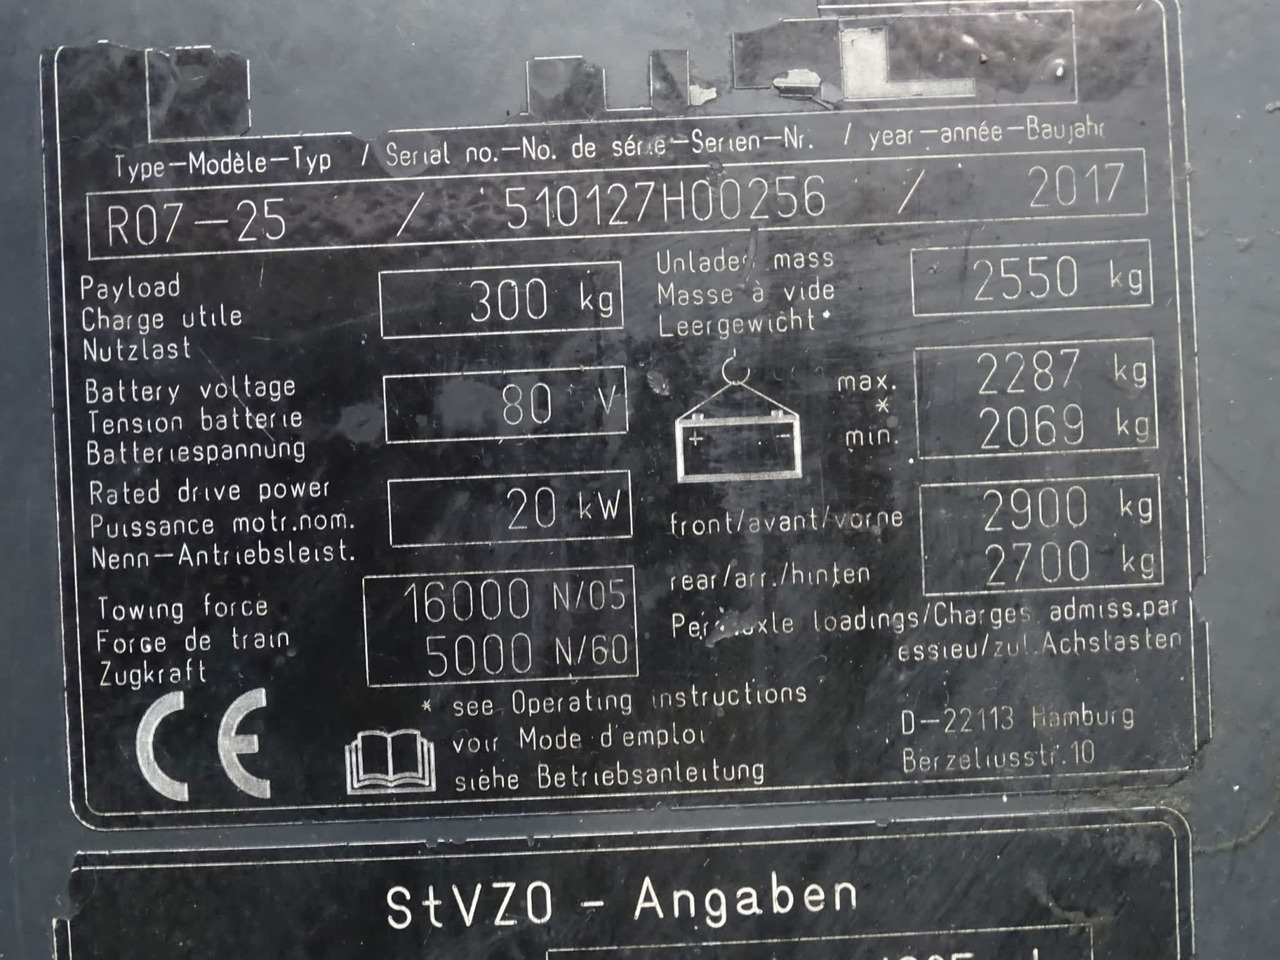 Type-Modèle-Typ / Serial no.-No. de série-Serien-Nr. / year-année-Baujahr
R07-25 / 510127H00256 / 2017
Payload
Charge utile
Nutzlast
300 kg
Unladen mass
Masse à vide
Leergewicht*
2550 kg
Battery voltage
Tension batterie
Batteriespannung
80 V
+ -
max.
*
min.
2287 kg
2069 kg
Rated drive power
Puissance motr.nom.
Nenn-Antriebsleist.
20 kW
front/avant/vorne
2900 kg
rear/arr./hinten
2700 kg
Towing force
Force de train
Zugkraft
16000 N/05
5000 N/60
loadings/Charges admiss.par
essieu/zul.Achslasten
CE
* see Operating instructions
voir Mode d'emploi
siehe Betriebsanleitung
D-22113 Hamburg
Berzeliusstr.10
StVZO - Angaben